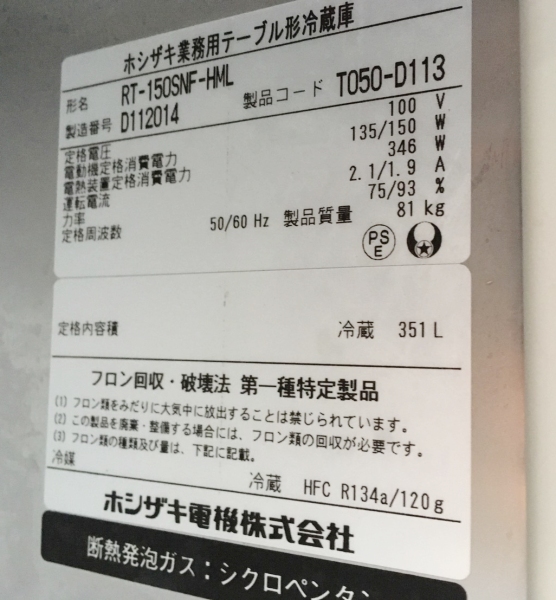 ホシザキ業務用テーブル形冷蔵庫
形名 RT-150SNF-HML
製造番号 D112014 製品コード T050-D113
定格電圧 100 V
電動機定格消費電力 135/150 W
電熱装置定格消費電力 346 W
運転電流 2.1/1.9 A
力率 75/93 %
定格周波数 50/60 Hz 製品質量 81 kg
PS
E
定格内容積 冷蔵 351 L
フロン回収・破壊法 第一種特定製品
(1) フロン類をみだりに大気中に放出することは禁じられています。
(2) この製品を廃棄・整備する場合には、フロン類の回収が必要です。
(3) フロン類の種類及び量は、下記に記載。
冷媒 冷蔵 HFC R134a/120g
ホシザキ電機株式会社
断熱発泡ガス：シクロペンタン